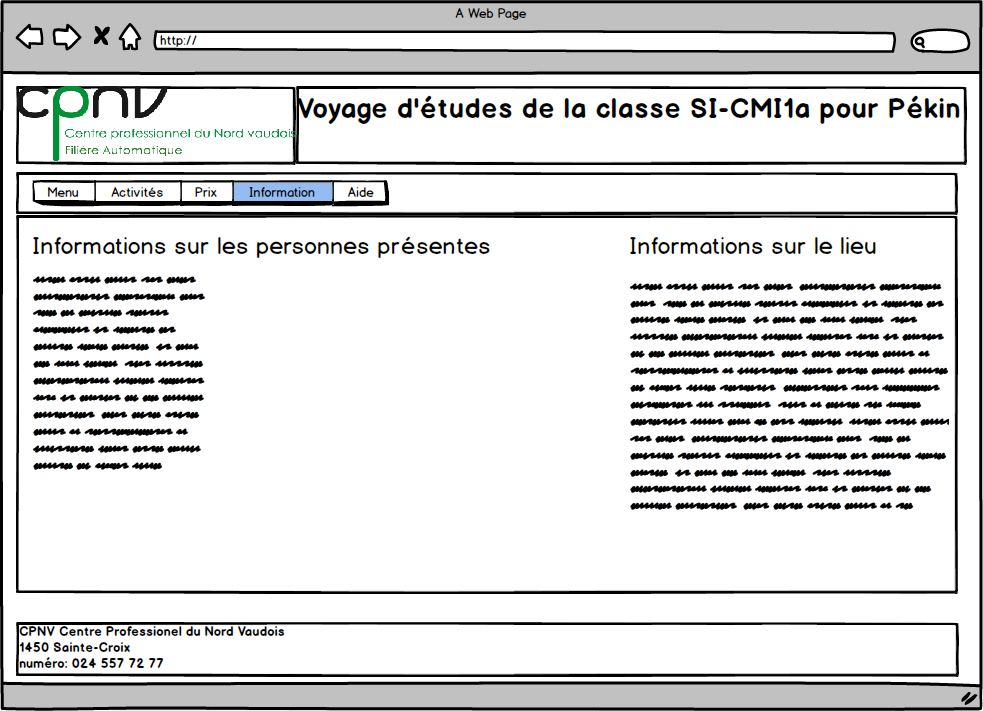 A Web Page
http://
cpnv
Centre professionnel du Nord vaudois
Filière Automatique
Voyage d'études de la classe SI-CMI1a pour Pékin
Menu Activités Prix Information Aide
Informations sur les personnes présentes
Informations sur le lieu
CPNV Centre Professionel du Nord Vaudois
1450 Sainte-Croix
numéro: 024 557 72 77